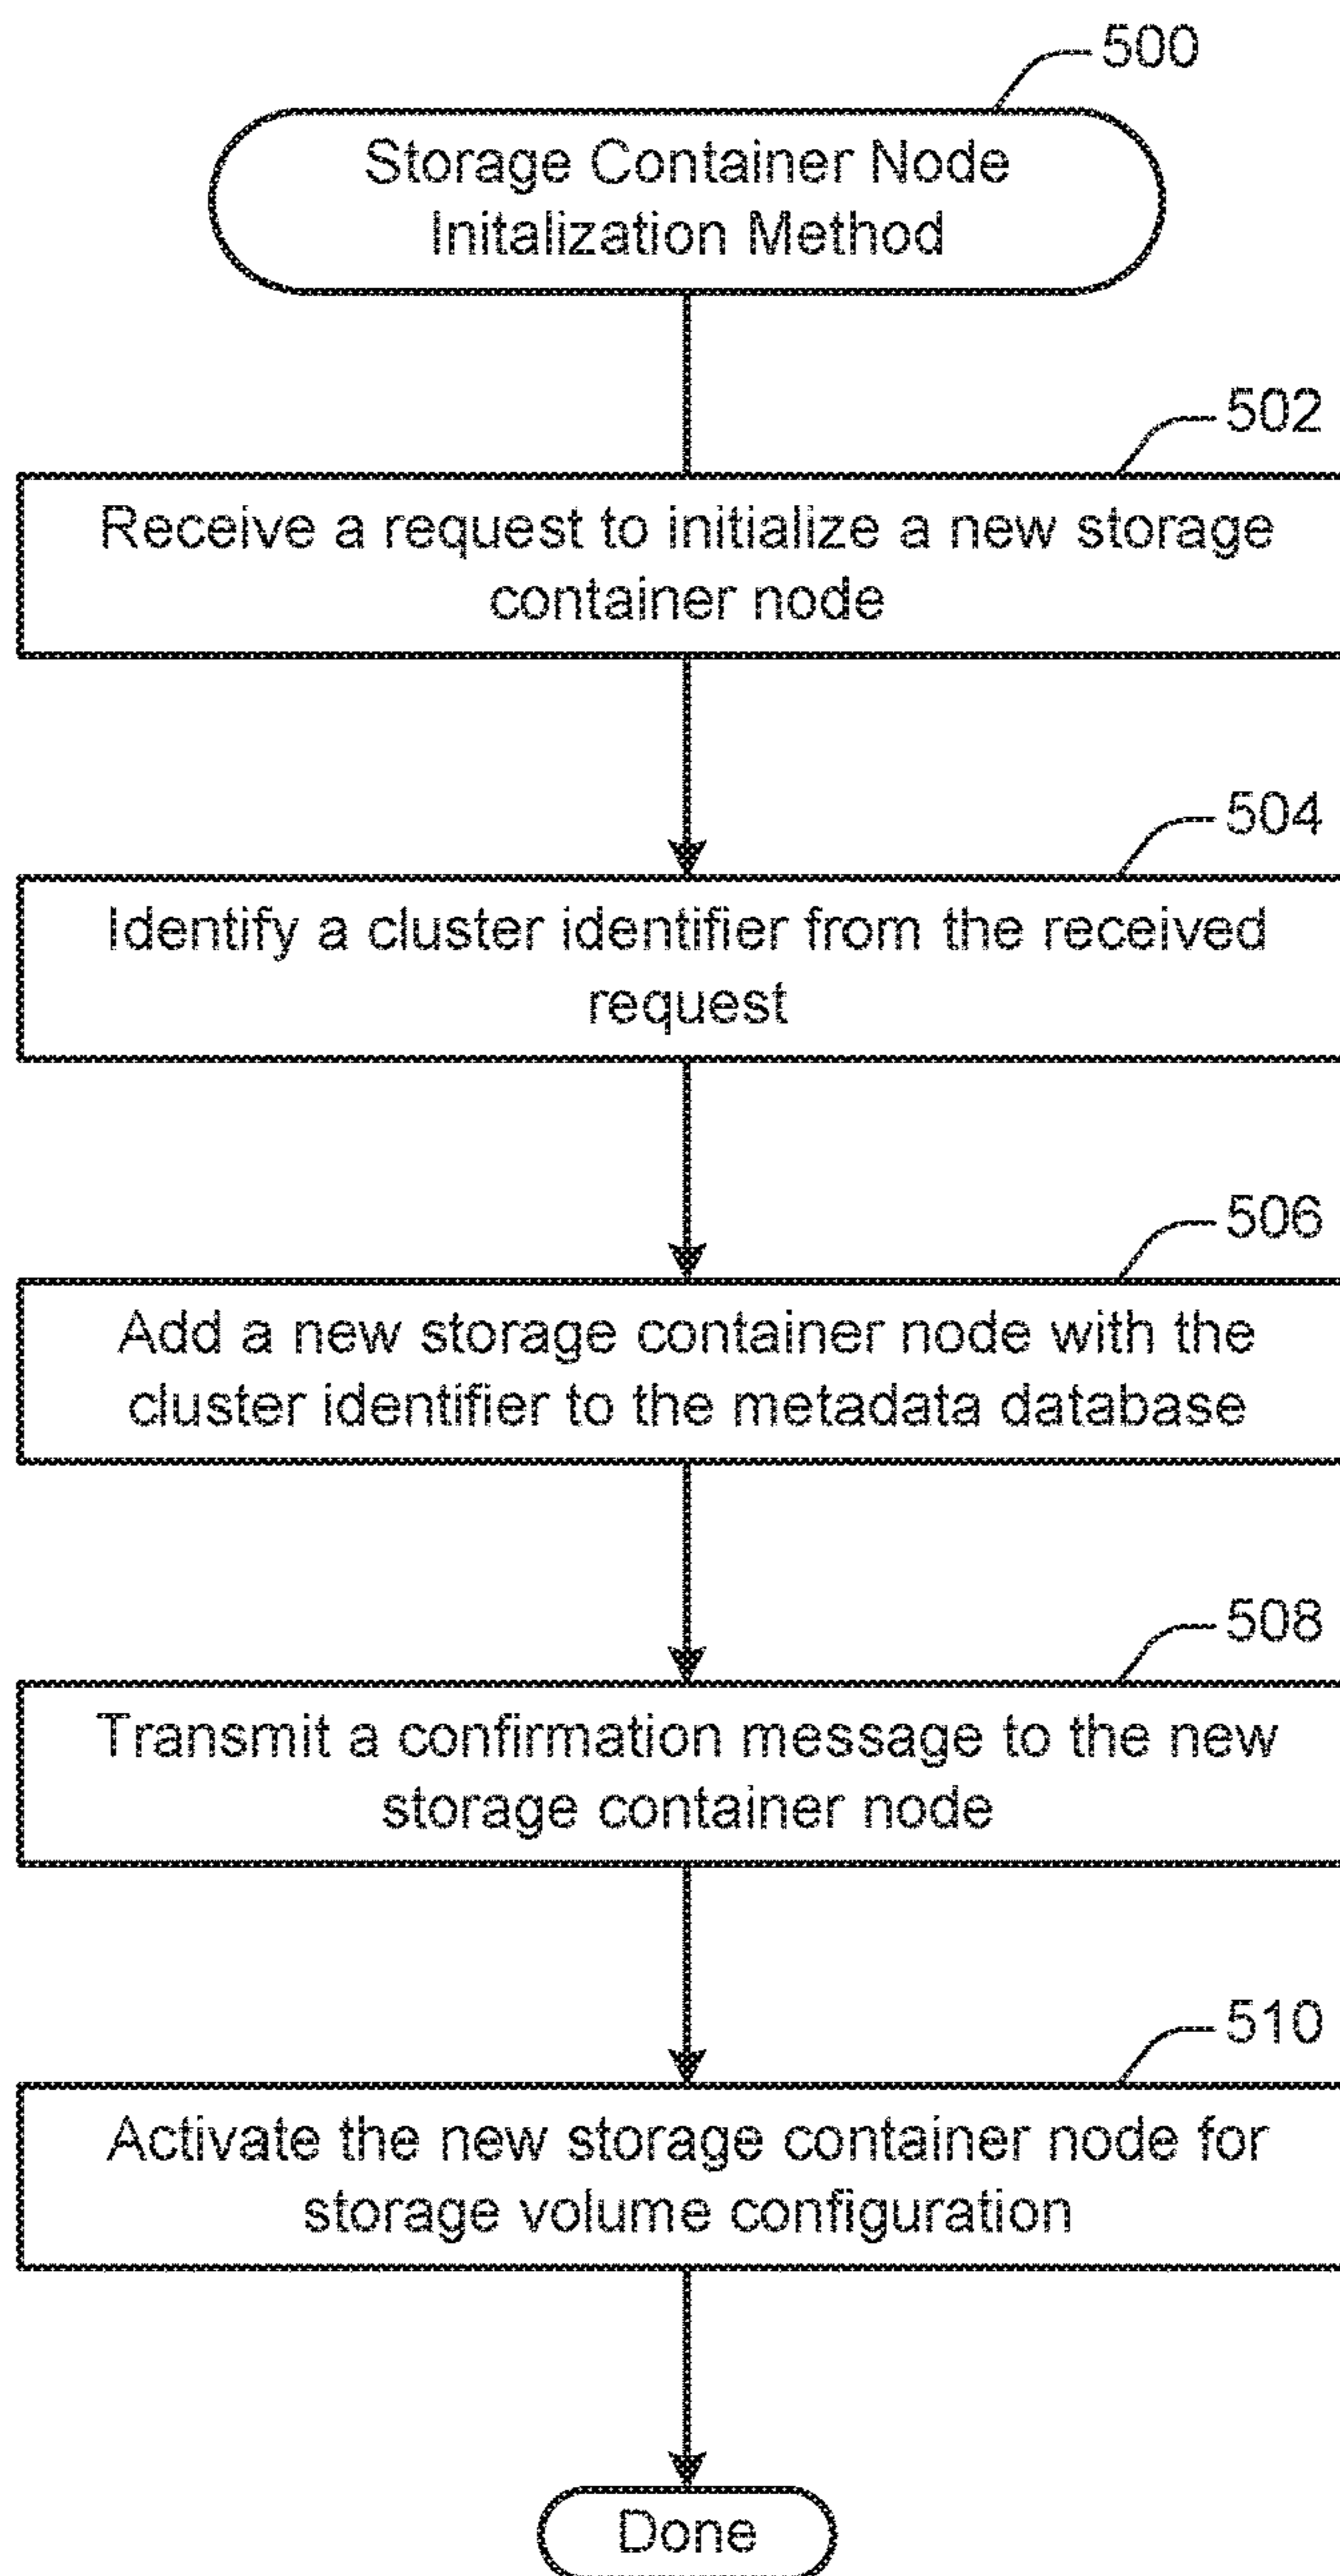 500
Storage Container Node
Initalization Method
502
Receive a request to initialize a new storage
container node
504
Identify a cluster identifier from the received
request
506
Add a new storage container node with the
cluster identifier to the metadata database
508
Transmit a confirmation message to the new
storage container node
510
Activate the new storage container node for
storage volume configuration
Done